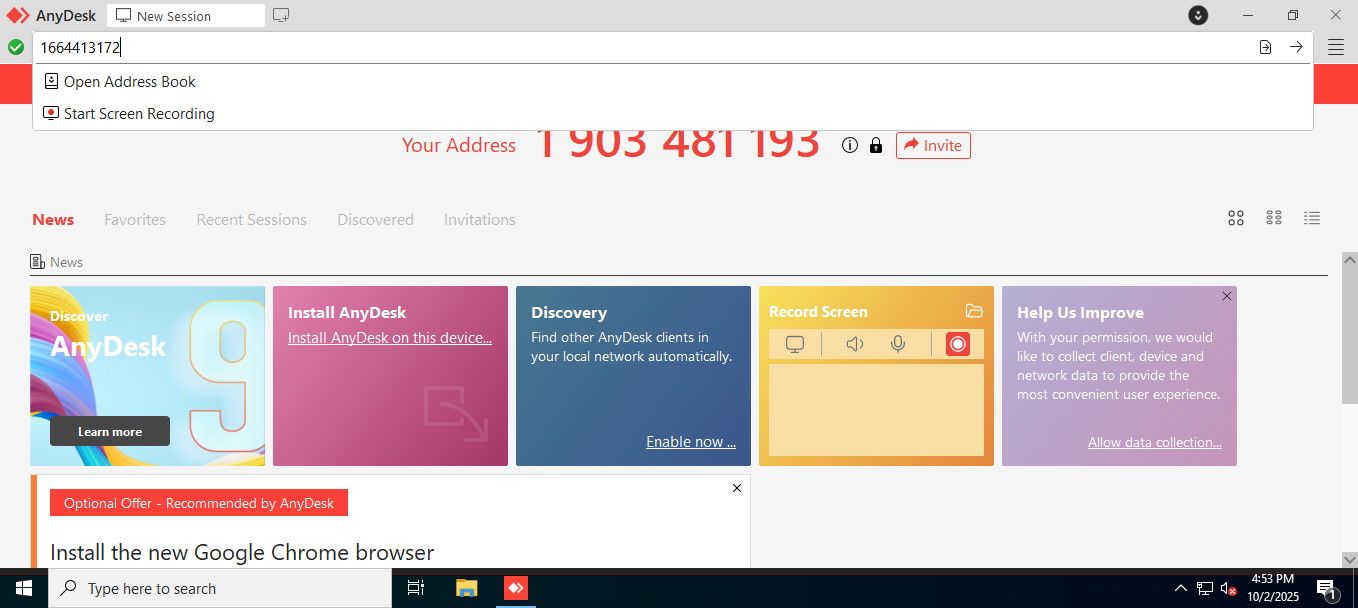 AnyDesk
New Session
1664413172
Open Address Book
Start Screen Recording
Your Address 1 903 481 193 Invite
News Favorites Recent Sessions Discovered Invitations
News
Discover
AnyDesk
9
Learn more
Install AnyDesk
Install AnyDesk on this device...
Discovery
Find other AnyDesk clients in
your local network automatically.
Enable now ...
Record Screen
Help Us Improve
With your permission, we would
like to collect client, device and
network data to provide the
most convenient user experience.
Allow data collection...
Optional Offer - Recommended by AnyDesk
Install the new Google Chrome browser
Type here to search
4:53 PM
10/2/2025
1